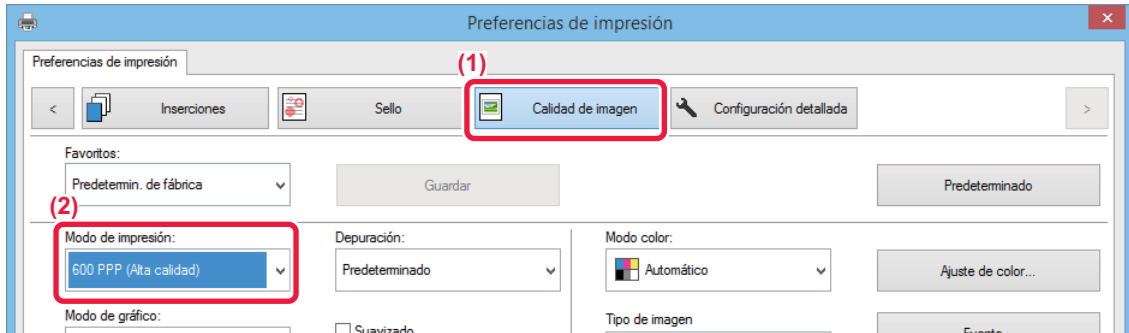 Preferencias de impresión
×
Preferencias de impresión
(1)
<
Inserciones
Sello
Calidad de imagen
Configuración detallada
>
Favoritos:
Predetermin. de fábrica
Guardar
Predeterminado
(2)
Modo de impresión:
Depuración:
Modo color:
600 PPP (Alta calidad)
Predeterminado
Automático
Ajuste de color...
Modo de gráfico:
Suavizado
Tipo de imagen